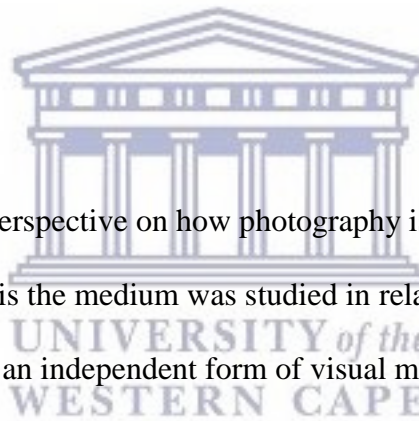 erspective on how photography i
is the medium was studied in rela
UNIVERSITY of the
an independent form of visual m
WESTERN CAPE